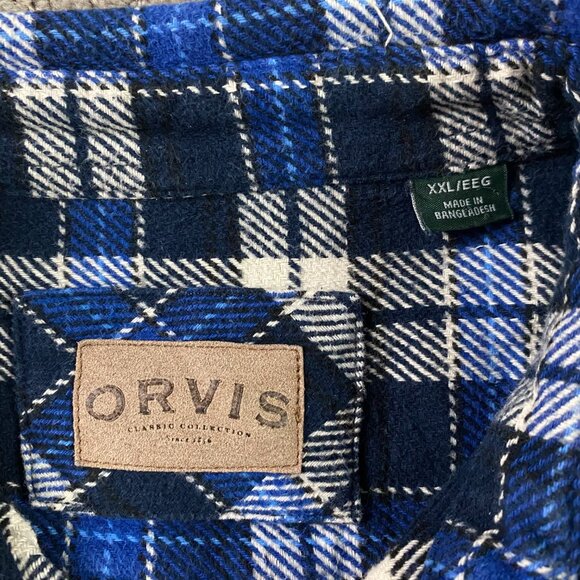 XXL/EEG
MADE IN
BANGLADESH
ORVIS
CLASSIC COLLECTION
SINCE 1856